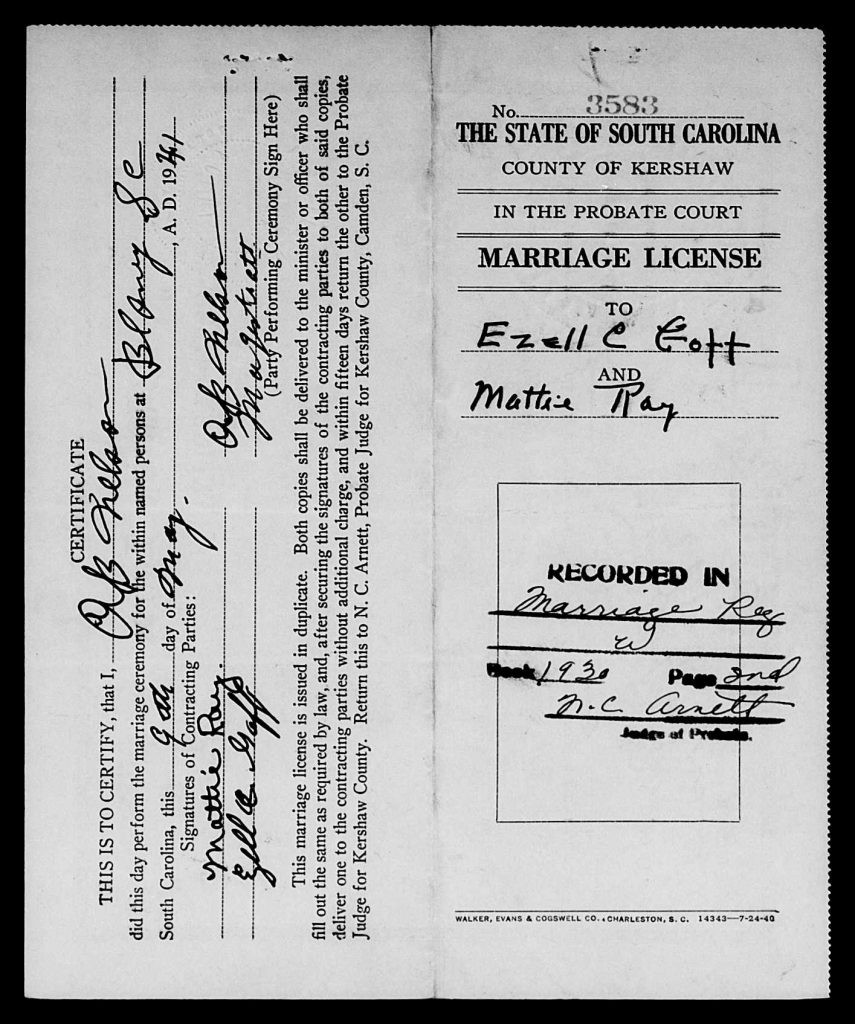 CERTIFICATE
THIS IS TO CERTIFY, that I, Nelson
did this day perform the marriage ceremony for the within named persons at Blaney S C
South Carolina, this 9th day of May, A. D. 1941
Signatures of Contracting Parties:
Mattie Ray. Nelson
Ezell C Goff Magistrate
(Party Performing Ceremony Sign Here)
This marriage license is issued in duplicate. Both copies shall be delivered to the minister or officer who shall
fill out the same as required by law, and, after securing the signatures of the contracting parties to both of said copies,
deliver one to the contracting parties without additional charge, and within fifteen days return the other to the Probate
Judge for Kershaw County. Return this to N. C. Arnett, Probate Judge for Kershaw County, Camden, S. C.
No. 3583
THE STATE OF SOUTH CAROLINA
COUNTY OF KERSHAW
IN THE PROBATE COURT
MARRIAGE LICENSE
TO
Ezell C Goff
AND
Mattie Ray
RECORDED IN
Marriage Reg
Book 1930 Page 2nd
N. C. Arnett
Judge of Probate.
WALKER, EVANS & COGSWELL CO., CHARLESTON, S. C. 14343—7-24-40